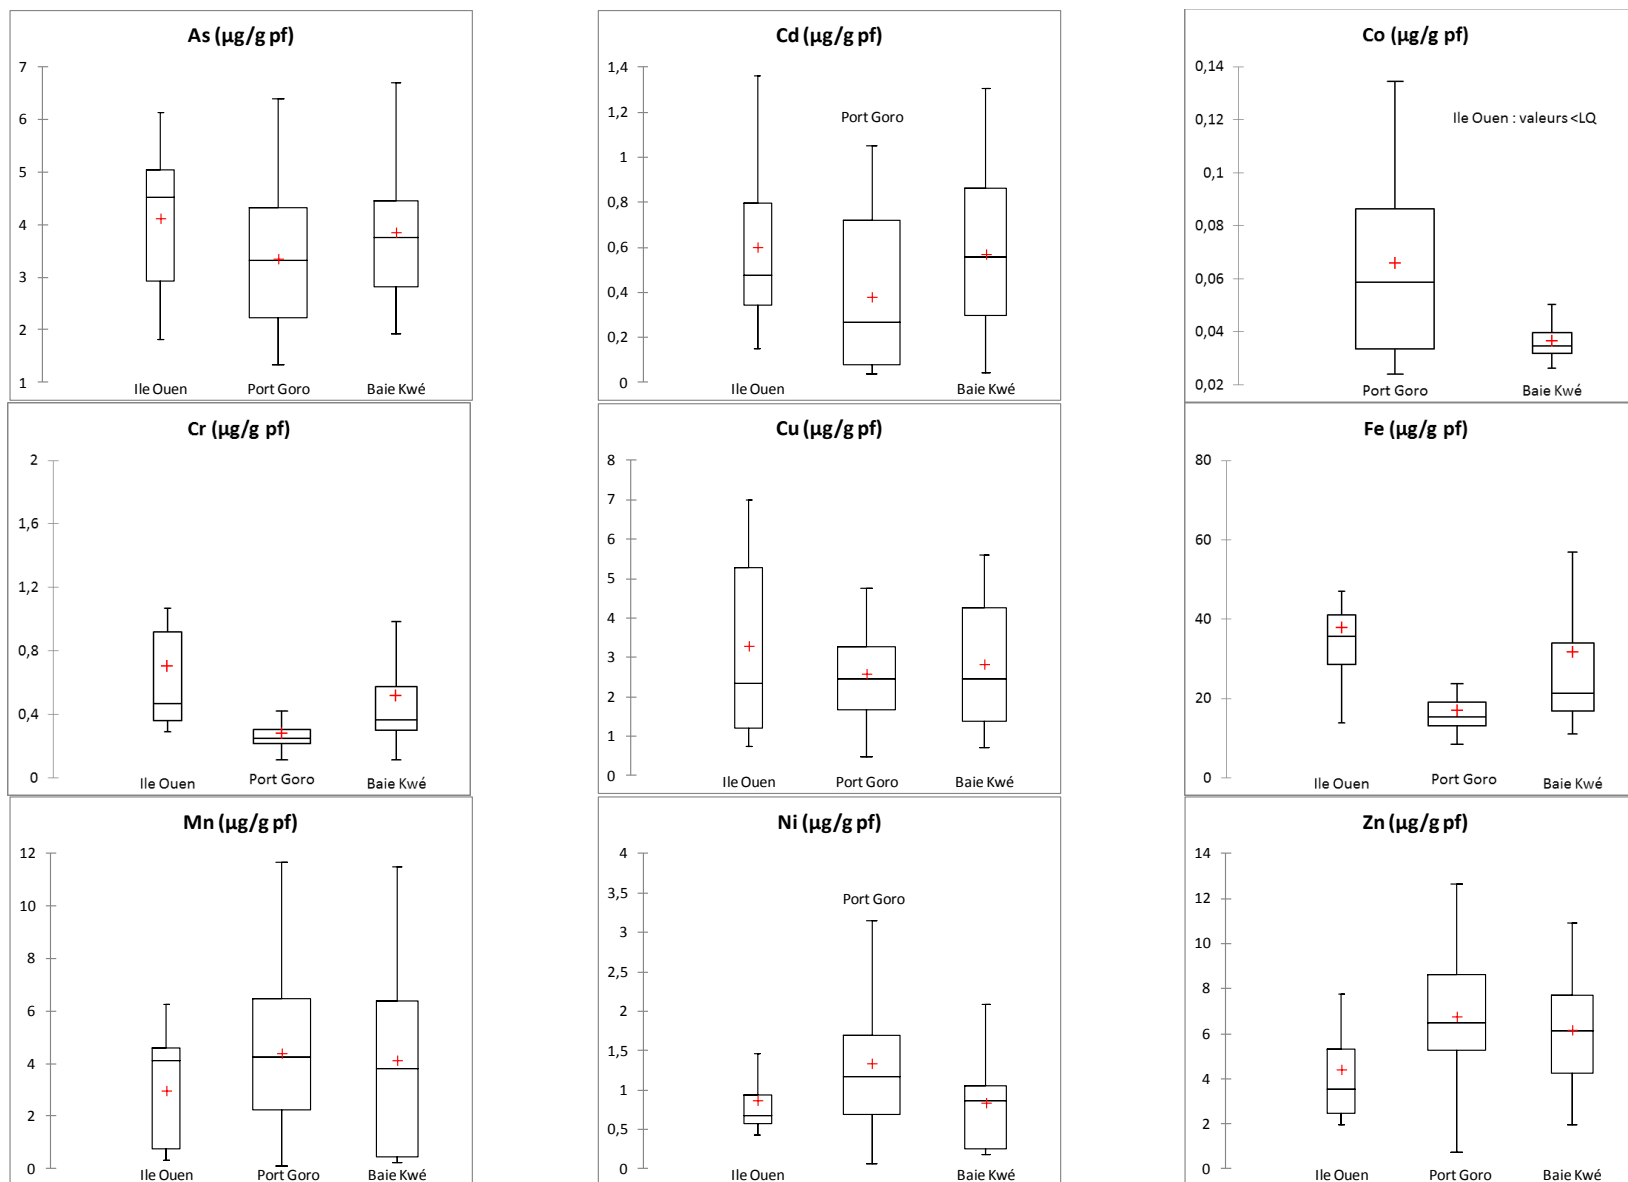 As (µg/g pf)
7
6
5
4
3
2
1
Ile Ouen
Port Goro
Baie Kwé
Cd (µg/g pf)
1,4
1,2
1
0,8
0,6
0,4
0,2
0
Port Goro
Ile Ouen
Baie Kwé
Co (µg/g pf)
0,14
0,12
0,1
0,08
0,06
0,04
0,02
Ile Ouen : valeurs <LQ
Port Goro
Baie Kwé
Cr (µg/g pf)
2
1,6
1,2
0,8
0,4
0
Ile Ouen
Port Goro
Baie Kwé
Cu (µg/g pf)
8
7
6
5
4
3
2
1
0
Ile Ouen
Port Goro
Baie Kwé
Fe (µg/g pf)
80
60
40
20
0
Ile Ouen
Port Goro
Baie Kwé
Mn (µg/g pf)
12
10
8
6
4
2
0
Ile Ouen
Port Goro
Baie Kwé
Ni (µg/g pf)
4
3,5
3
2,5
2
1,5
1
0,5
0
Port Goro
Ile Ouen
Baie Kwé
Zn (µg/g pf)
14
12
10
8
6
4
2
0
Ile Ouen
Port Goro
Baie Kwé